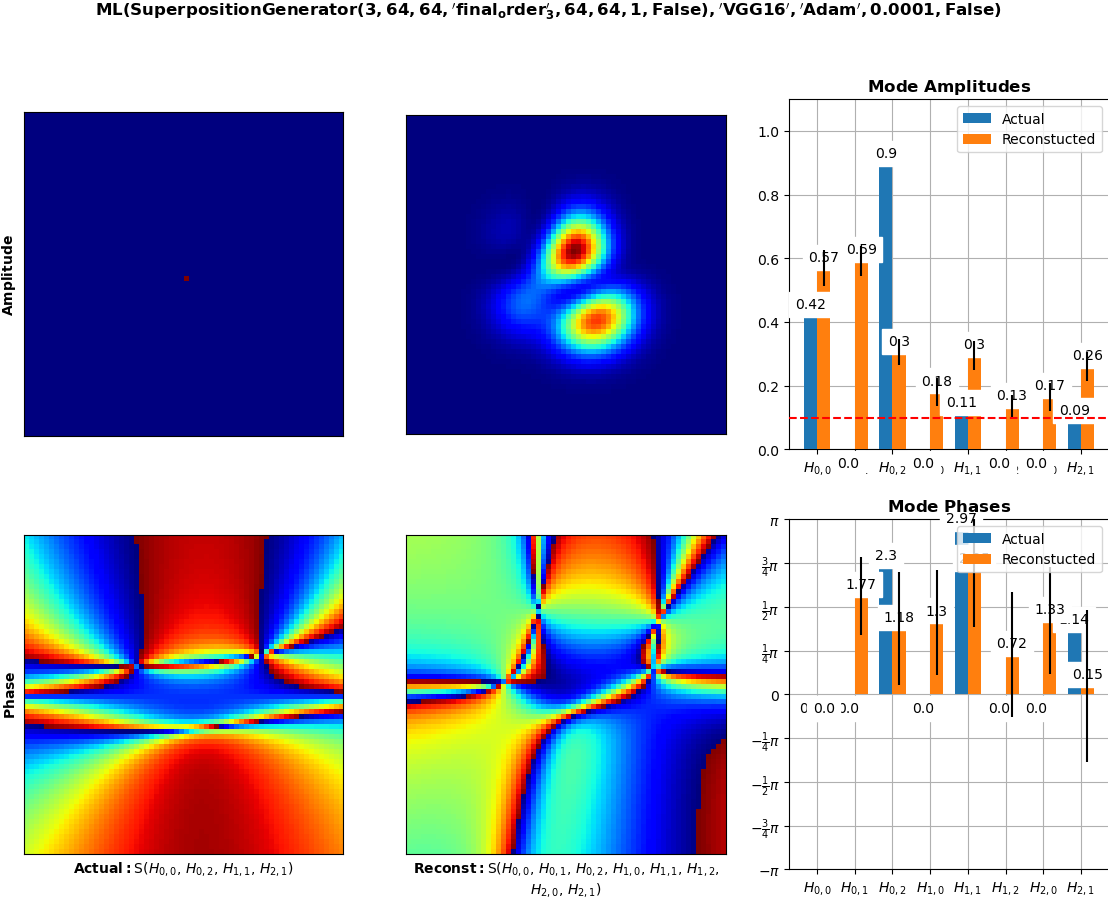 ML(SuperpositionGenerator(3, 64, 64, ′final_order′_3, 64, 64, 1, False), ′VGG16′, ′Adam′, 0.0001, False)
Amplitude
Mode Amplitudes
Actual
Reconstucted
1.0
0.8
0.6
0.4
0.2
0.0
0.42
0.57
0.59
0.9
0.3
0.18
0.11
0.3
0.13
0.17
0.09
0.26
0.0
0.0
0.0
0.0
H0,0
H0,2
H1,1
H2,1
Phase
Mode Phases
Actual
Reconstucted
π
3/4π
1/2π
1/4π
0
−1/4π
−1/2π
−3/4π
−π
1.77
2.3
1.18
1.3
2.97
0.72
1.33
0.15
0.0
0.0
0.0
0.0
H0,0 H0,1 H0,2 H1,0 H1,1 H1,2 H2,0 H2,1
Actual: S(H0,0, H0,2, H1,1, H2,1)
Reconst: S(H0,0, H0,1, H0,2, H1,0, H1,1, H1,2,
H2,0, H2,1)